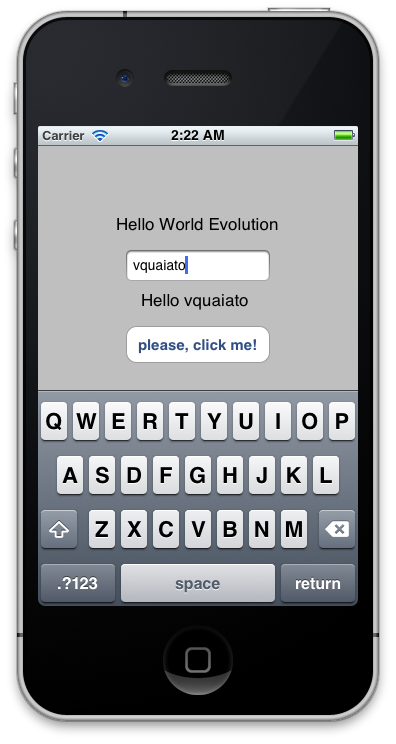 Carrier 2:22 AM
Hello World Evolution
vquaiato
Hello vquaiato
please, click me!
Q W E R T Y U I O P
A S D F G H J K L
Z X C V B N M
.?123 space return